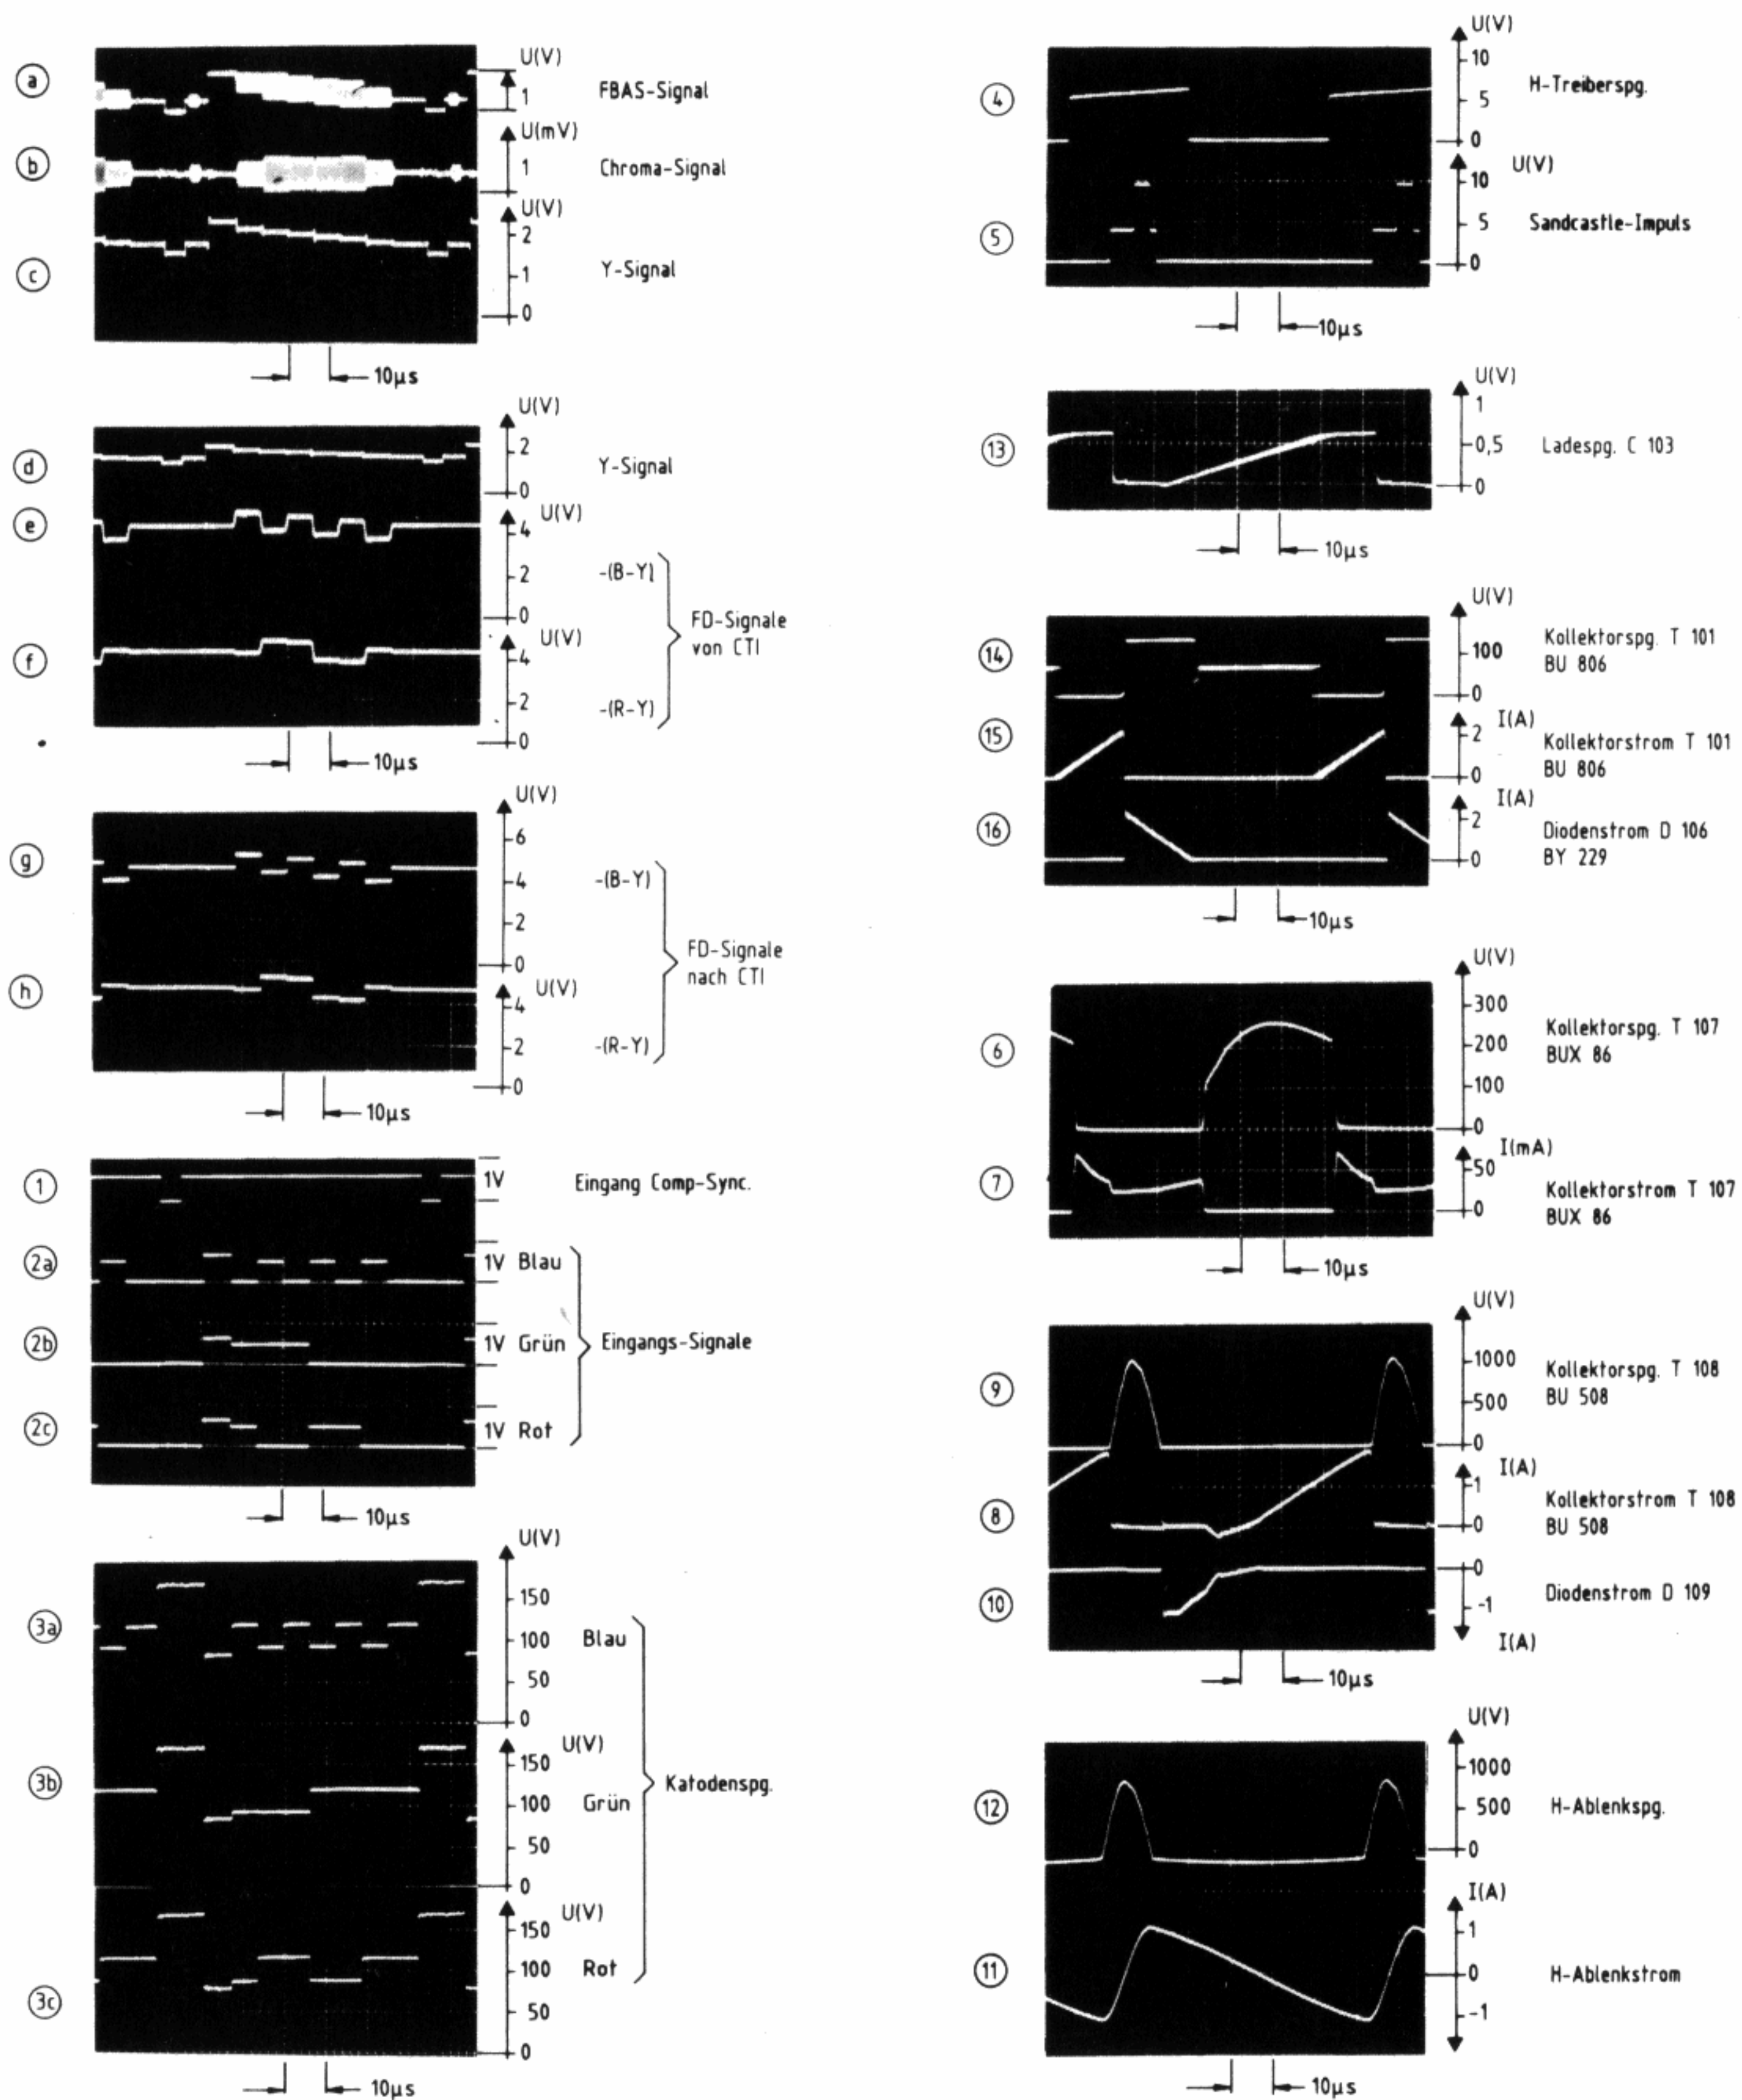 a
U(V)
1
FBAS-Signal
b
U(mV)
1
Chroma-Signal
c
U(V)
2
1
0
Y-Signal
10µs
d
U(V)
2
0
Y-Signal
e
U(V)
4
2
0
-(B-Y)
f
U(V)
4
2
0
-(R-Y)
FD-Signale
von CTI
10µs
g
U(V)
6
4
2
0
-(B-Y)
h
U(V)
4
2
0
-(R-Y)
FD-Signale
nach CTI
10µs
1
1V
Eingang Comp-Sync.
2a
1V Blau
2b
1V Grün
Eingangs-Signale
2c
1V Rot
10µs
3a
U(V)
150
100
50
0
Blau
3b
U(V)
150
100
50
0
Grün
Katodenspg.
3c
U(V)
150
100
50
0
Rot
10µs
4
U(V)
10
5
0
H-Treiberspg.
5
U(V)
10
5
0
Sandcastle-Impuls
10µs
13
U(V)
1
0,5
0
Ladespg. C 103
10µs
14
U(V)
100
0
Kollektorspg. T 101
BU 806
15
I(A)
2
0
Kollektorstrom T 101
BU 806
16
I(A)
2
0
Diodenstrom D 106
BY 229
10µs
6
U(V)
300
200
100
0
Kollektorspg. T 107
BUX 86
7
I(mA)
50
0
Kollektorstrom T 107
BUX 86
10µs
9
U(V)
1000
500
0
Kollektorspg. T 108
BU 508
8
I(A)
1
0
Kollektorstrom T 108
BU 508
10
0
-1
I(A)
Diodenstrom D 109
10µs
12
U(V)
1000
500
0
H-Ablenkspg.
11
I(A)
1
0
-1
H-Ablenkstrom
10µs